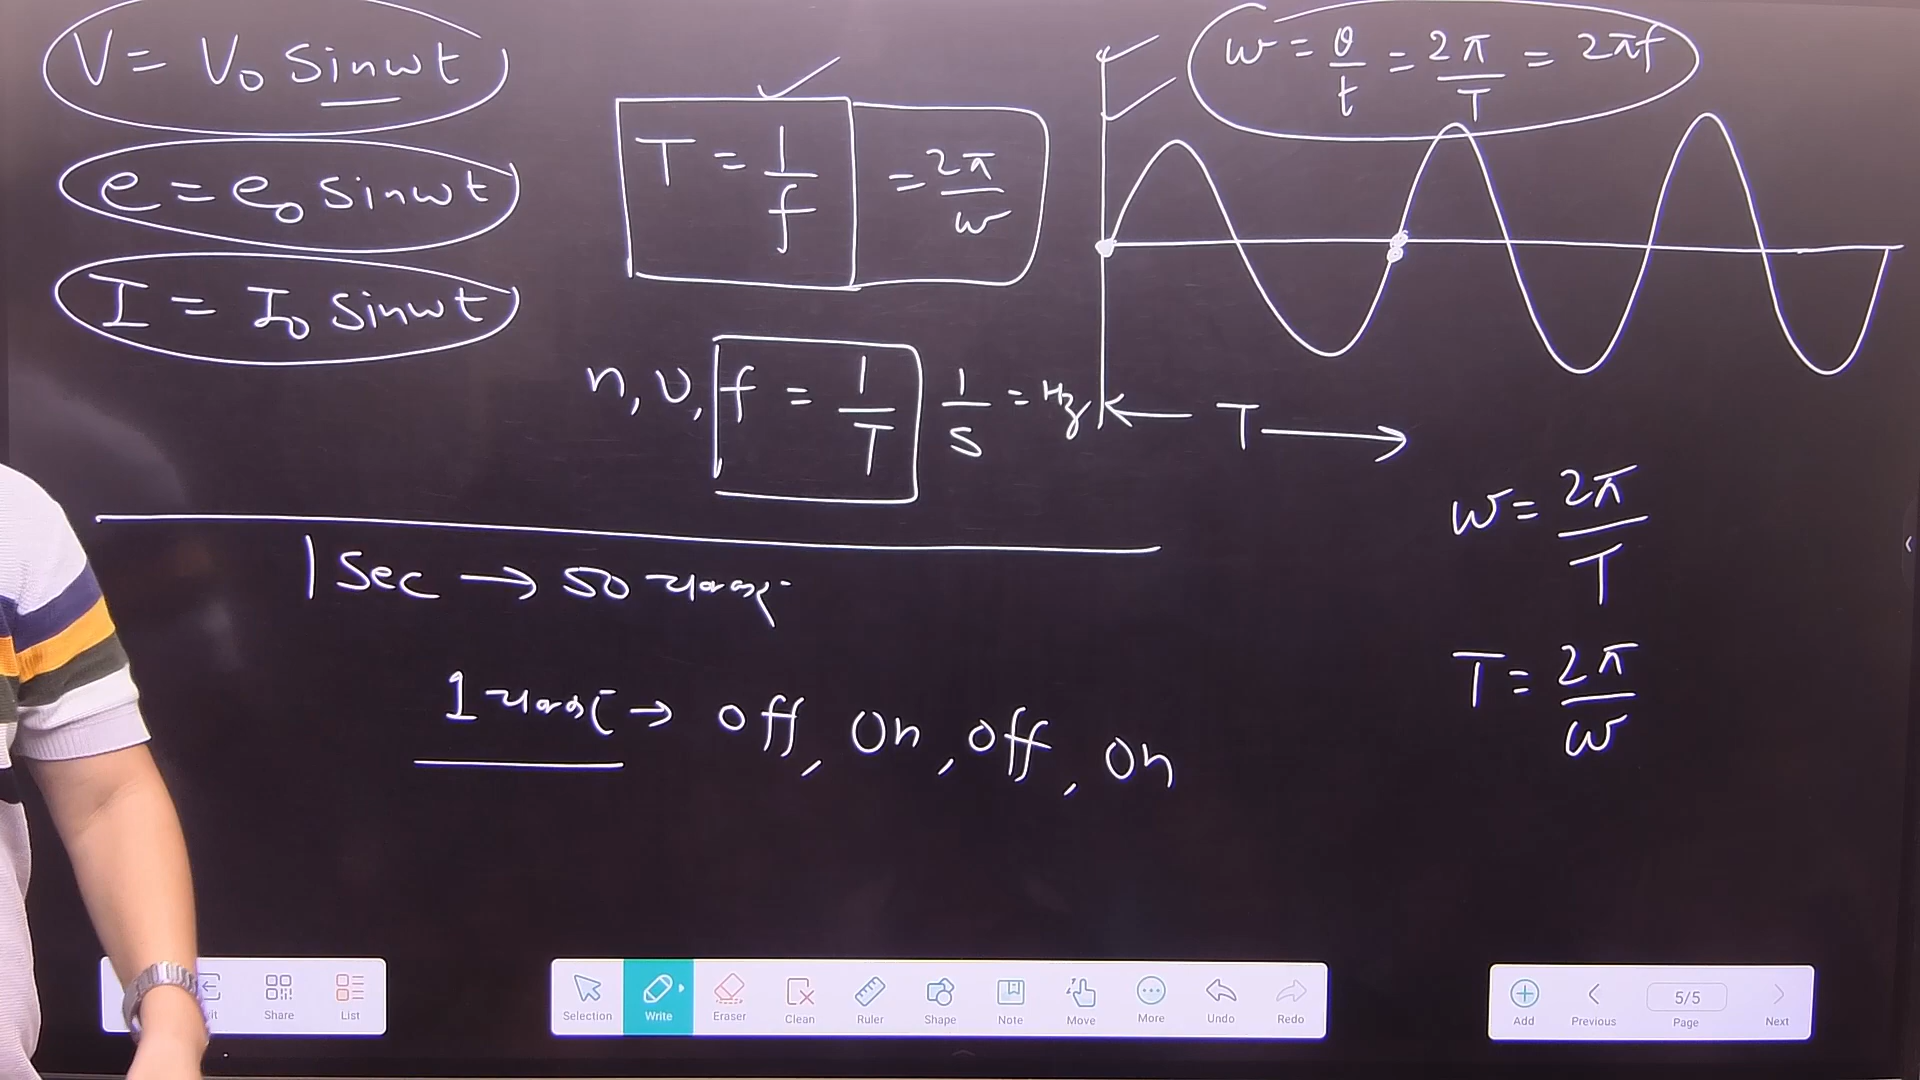 V = V₀ sinωt
e = e₀ sinωt
I = I₀ sinωt
T = 1/f = 2π/ω
n, υ, f = 1/T 1/s = Hz
ω = θ/t = 2π/T = 2πf
← T →
ω = 2π/T
T = 2π/ω
1 Sec → 50 चक्कर
1 चक्कर → off, on, off, on
Share
List
Selection
Write
Eraser
Clean
Ruler
Shape
Note
Move
More
Undo
Redo
Add
Previous
5/5
Page
Next